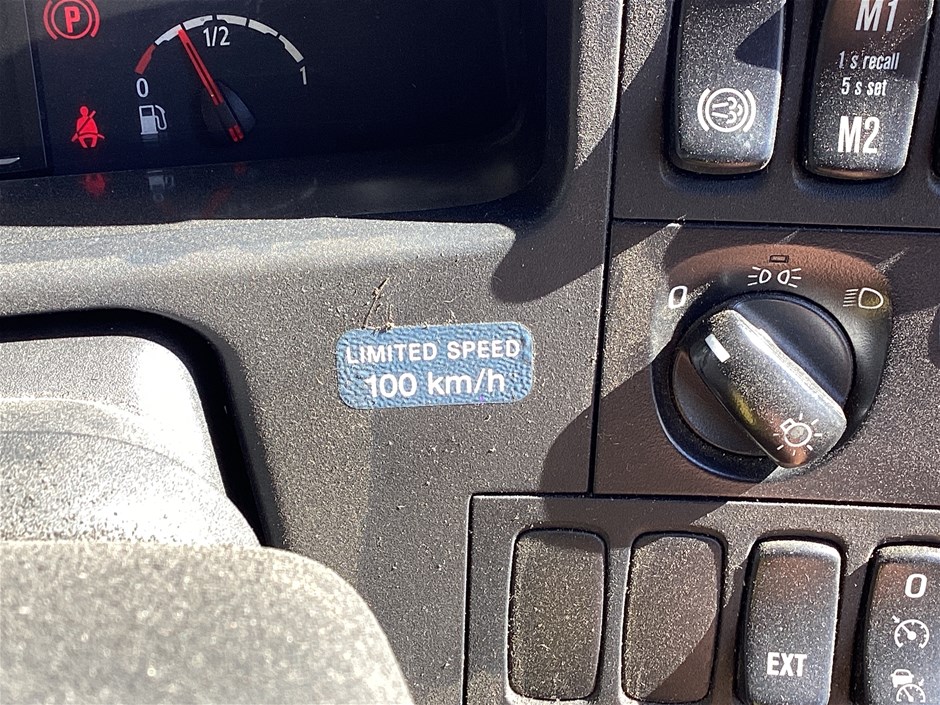 P
1/2
0
1
M1
1 s recall
5 s set
M2
0
LIMITED SPEED
100 km/h
EXT
0